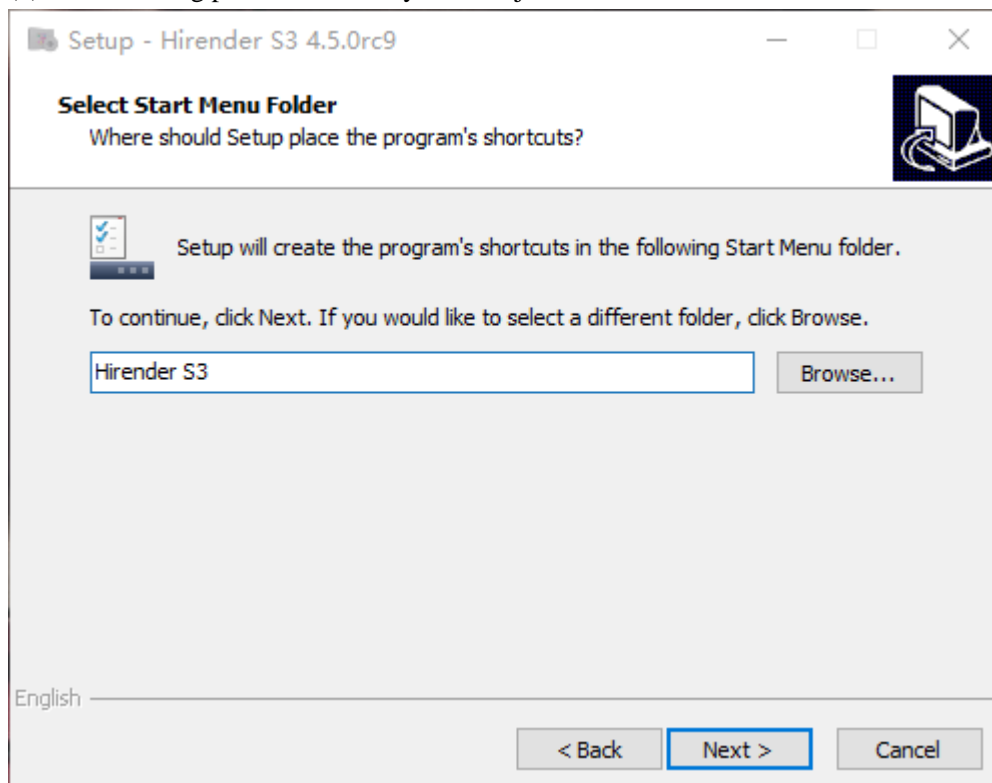 Setup - Hirender S3 4.5.0rc9
Select Start Menu Folder
Where should Setup place the program's shortcuts?
Setup will create the program's shortcuts in the following Start Menu folder.
To continue, click Next. If you would like to select a different folder, click Browse.
Hirender S3
Browse...
English
< Back
Next >
Cancel